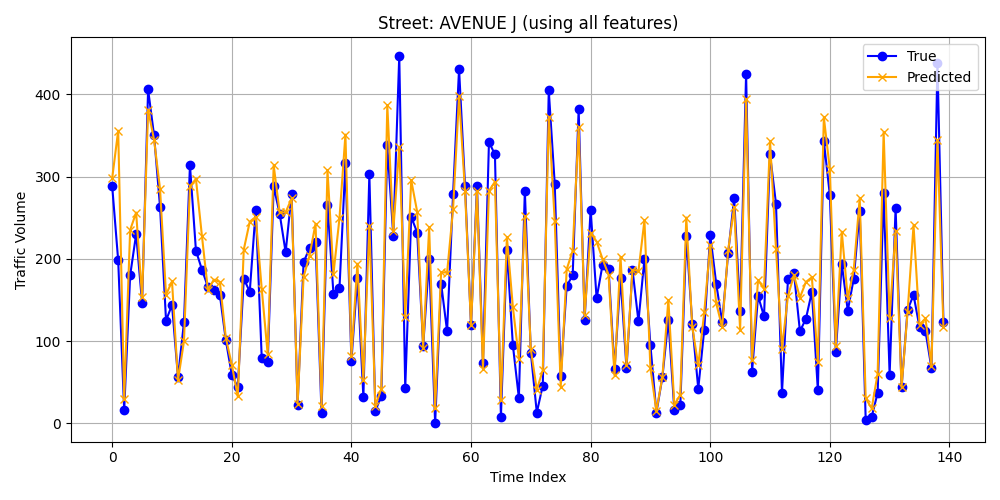 Street: AVENUE J (using all features)
True
Predicted
Traffic Volume
400
300
200
100
0
0 20 40 60 80 100 120 140
Time Index